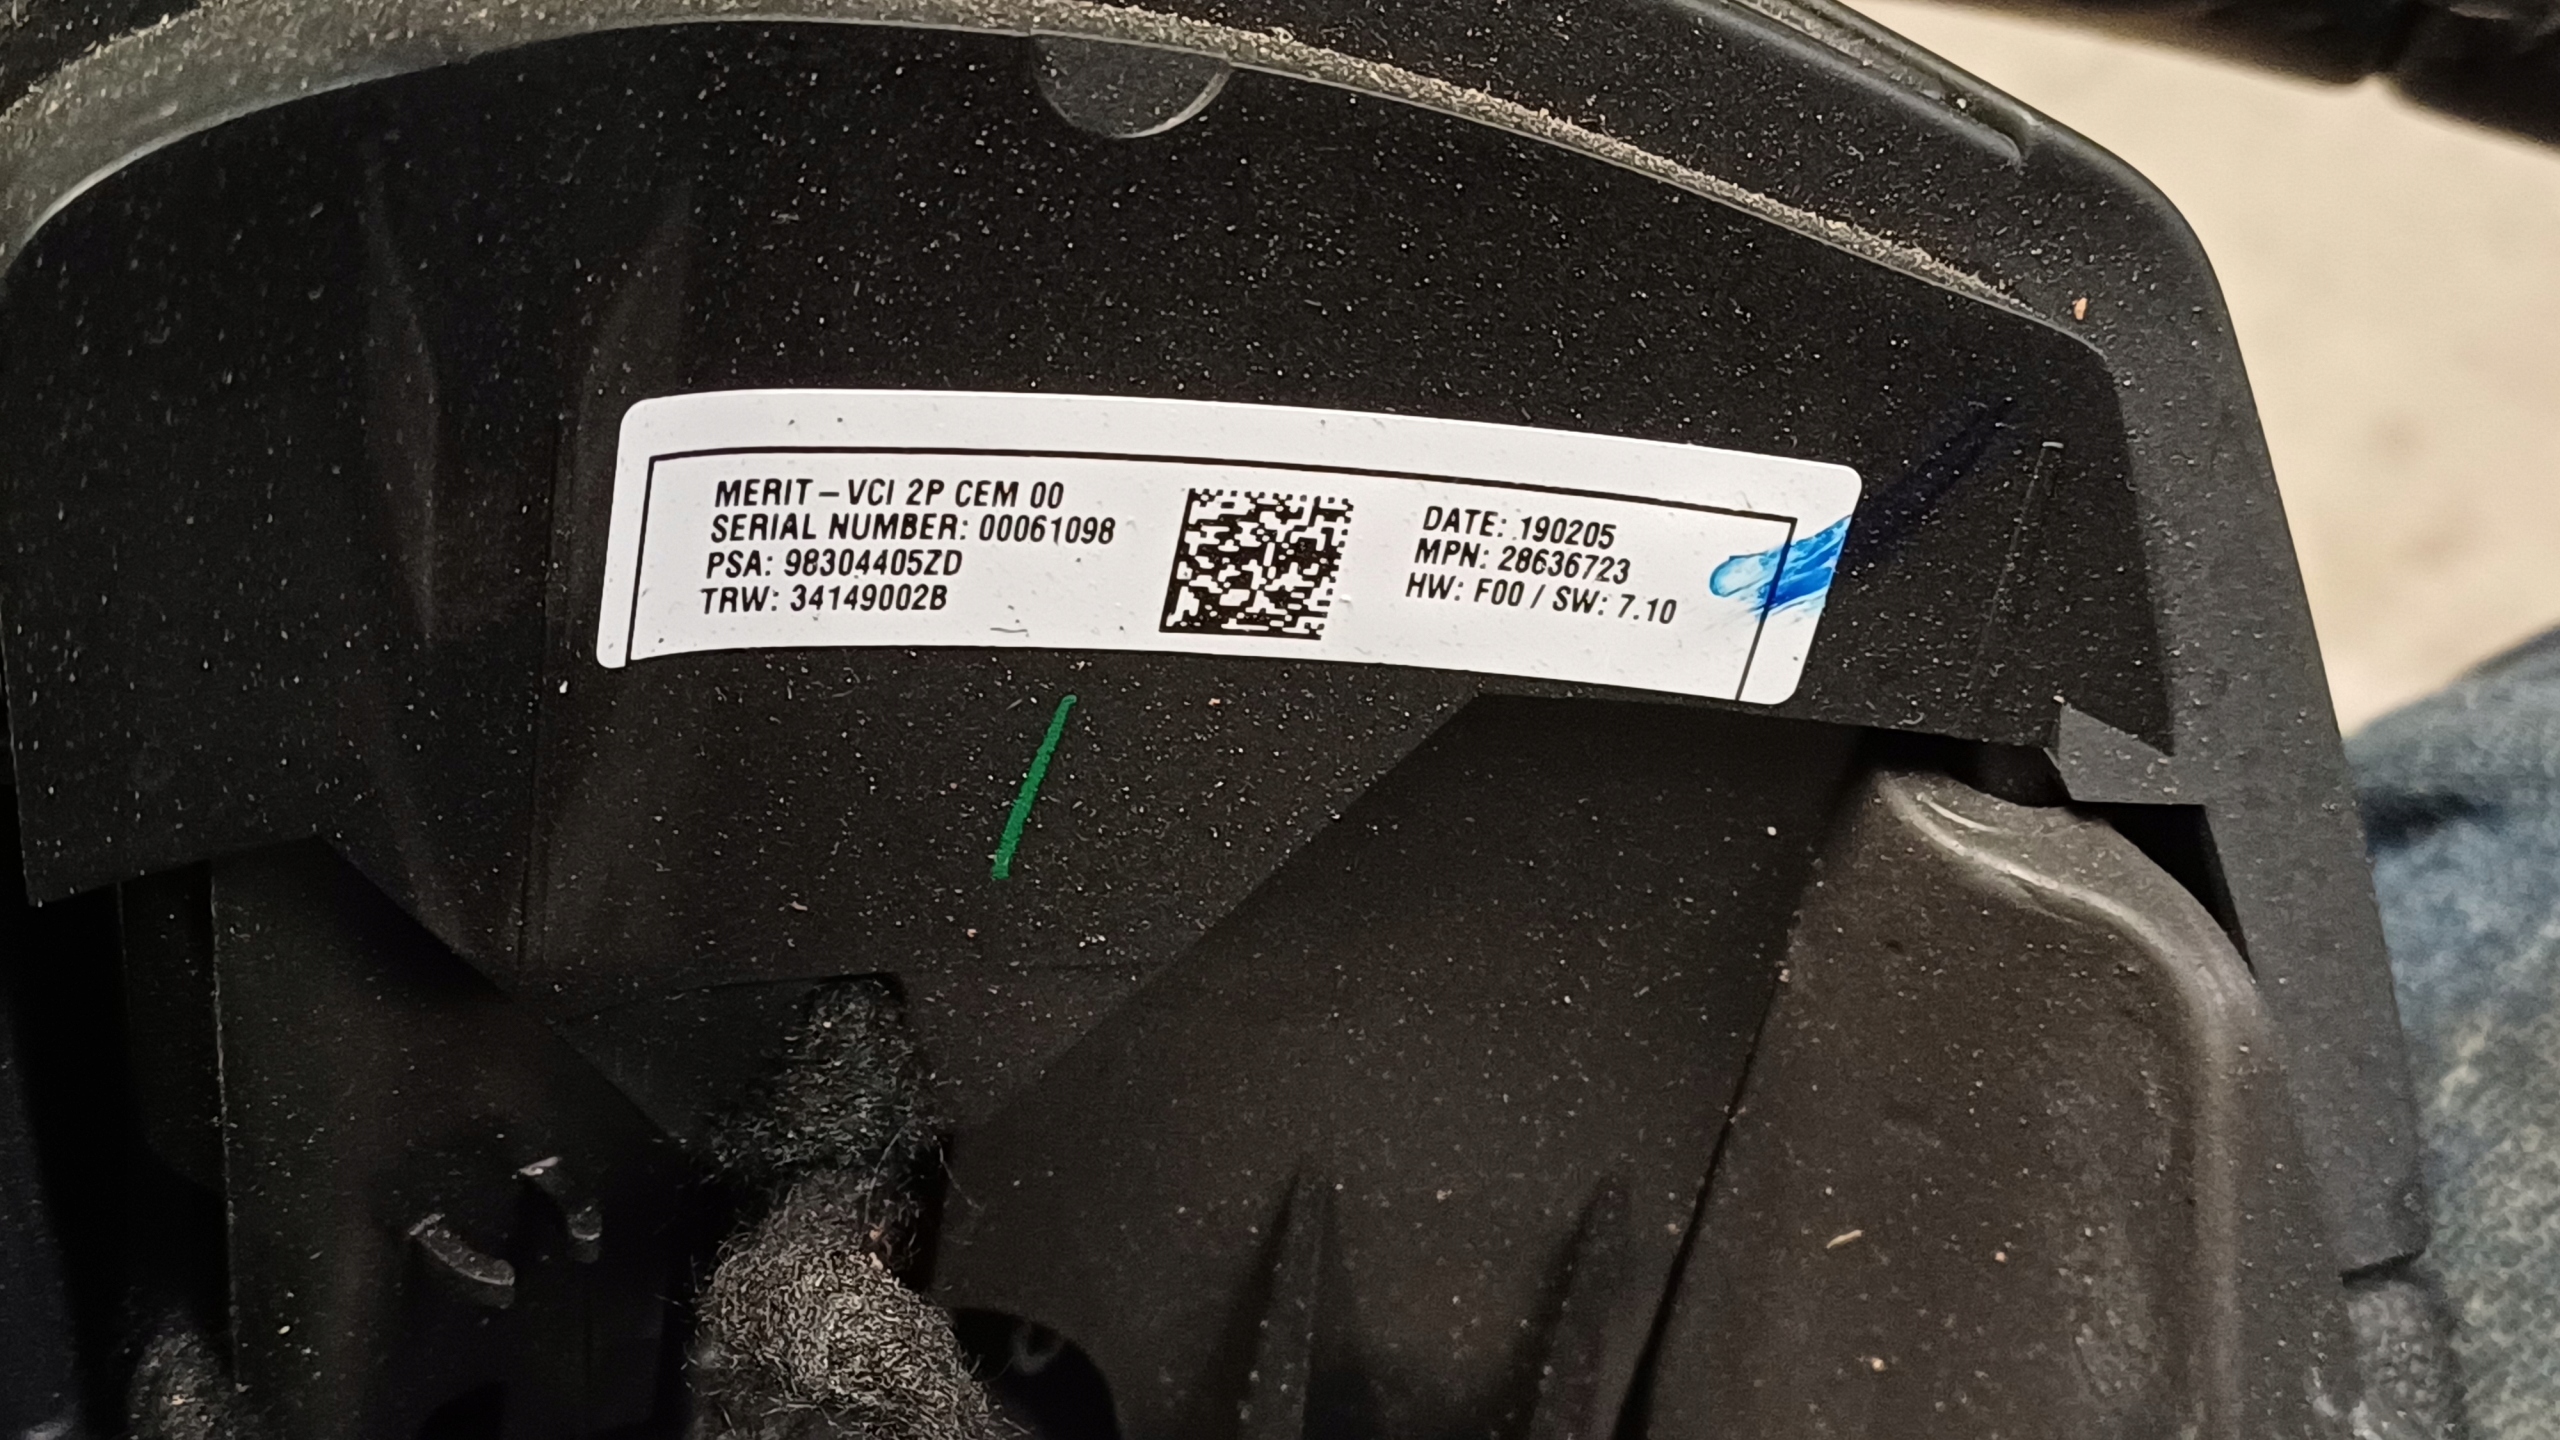 MERIT – VCI 2P CEM 00
SERIAL NUMBER: 00061098
PSA: 98304405ZD
TRW: 34149002B
DATE: 190205
MPN: 28636723
HW: F00 / SW: 7.10